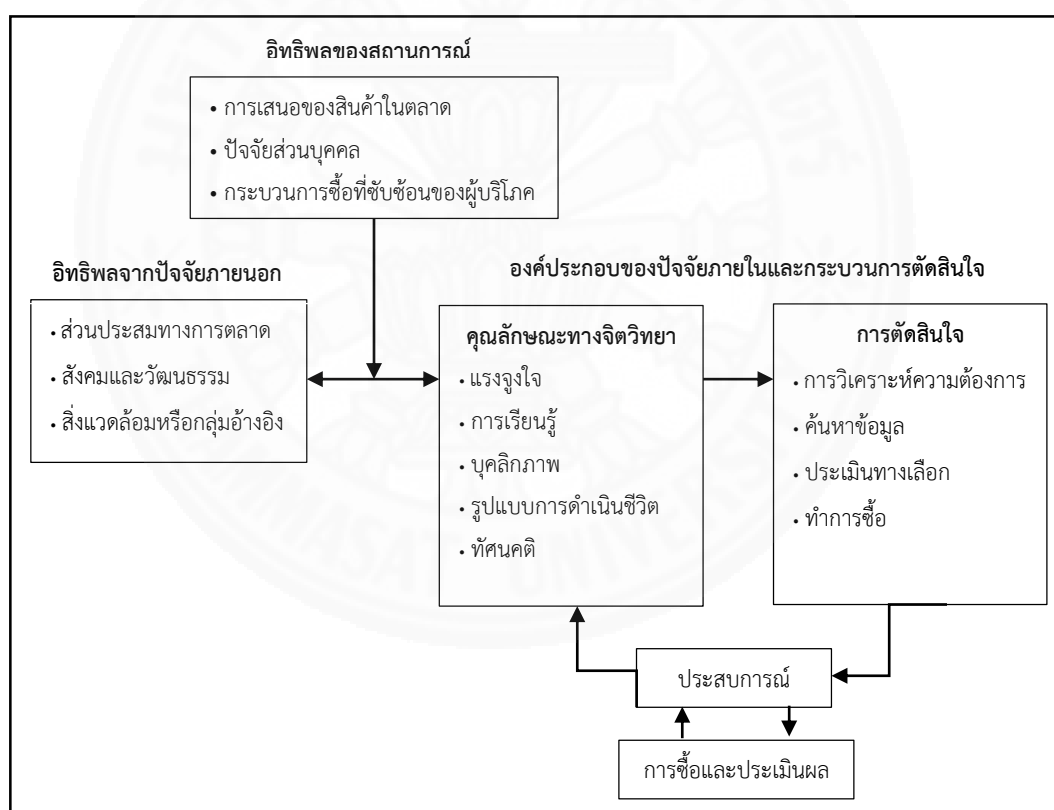 อิทธิพลของสถานการณ์
• การเสนอของสินค้าในตลาด
• ปัจจัยส่วนบุคคล
• กระบวนการซื้อที่ซับซ้อนของผู้บริโภค
อิทธิพลจากปัจจัยภายนอก
• ส่วนประสมทางการตลาด
• สังคมและวัฒนธรรม
• สิ่งแวดล้อมหรือกลุ่มอ้างอิง
องค์ประกอบของปัจจัยภายในและกระบวนการตัดสินใจ
คุณลักษณะทางจิตวิทยา
• แรงจูงใจ
• การเรียนรู้
• บุคลิกภาพ
• รูปแบบการดำเนินชีวิต
• ทัศนคติ
การตัดสินใจ
• การวิเคราะห์ความต้องการ
• ค้นหาข้อมูล
• ประเมินทางเลือก
• ทำการซื้อ
ประสบการณ์
การซื้อและประเมินผล